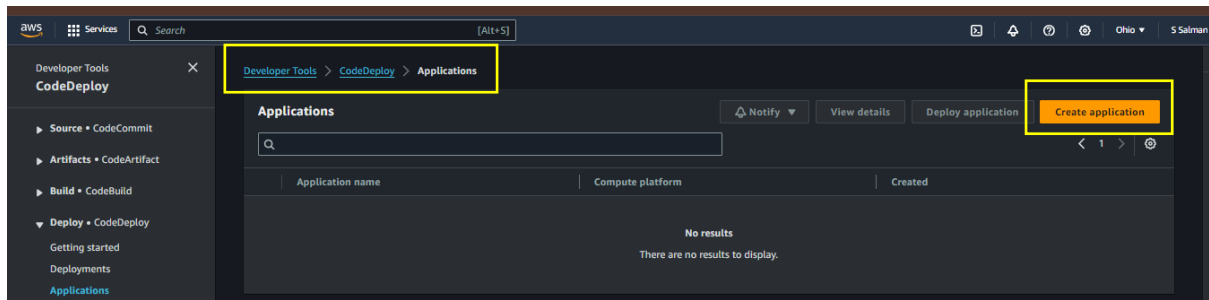 aws Services Search [Alt+S] Ohio S Salman
Developer Tools
CodeDeploy
Source • CodeCommit
Artifacts • CodeArtifact
Build • CodeBuild
Deploy • CodeDeploy
Getting started
Deployments
Applications
Developer Tools > CodeDeploy > Applications
Applications Notify View details Deploy application Create application
< 1 >
Application name Compute platform Created
No results
There are no results to display.